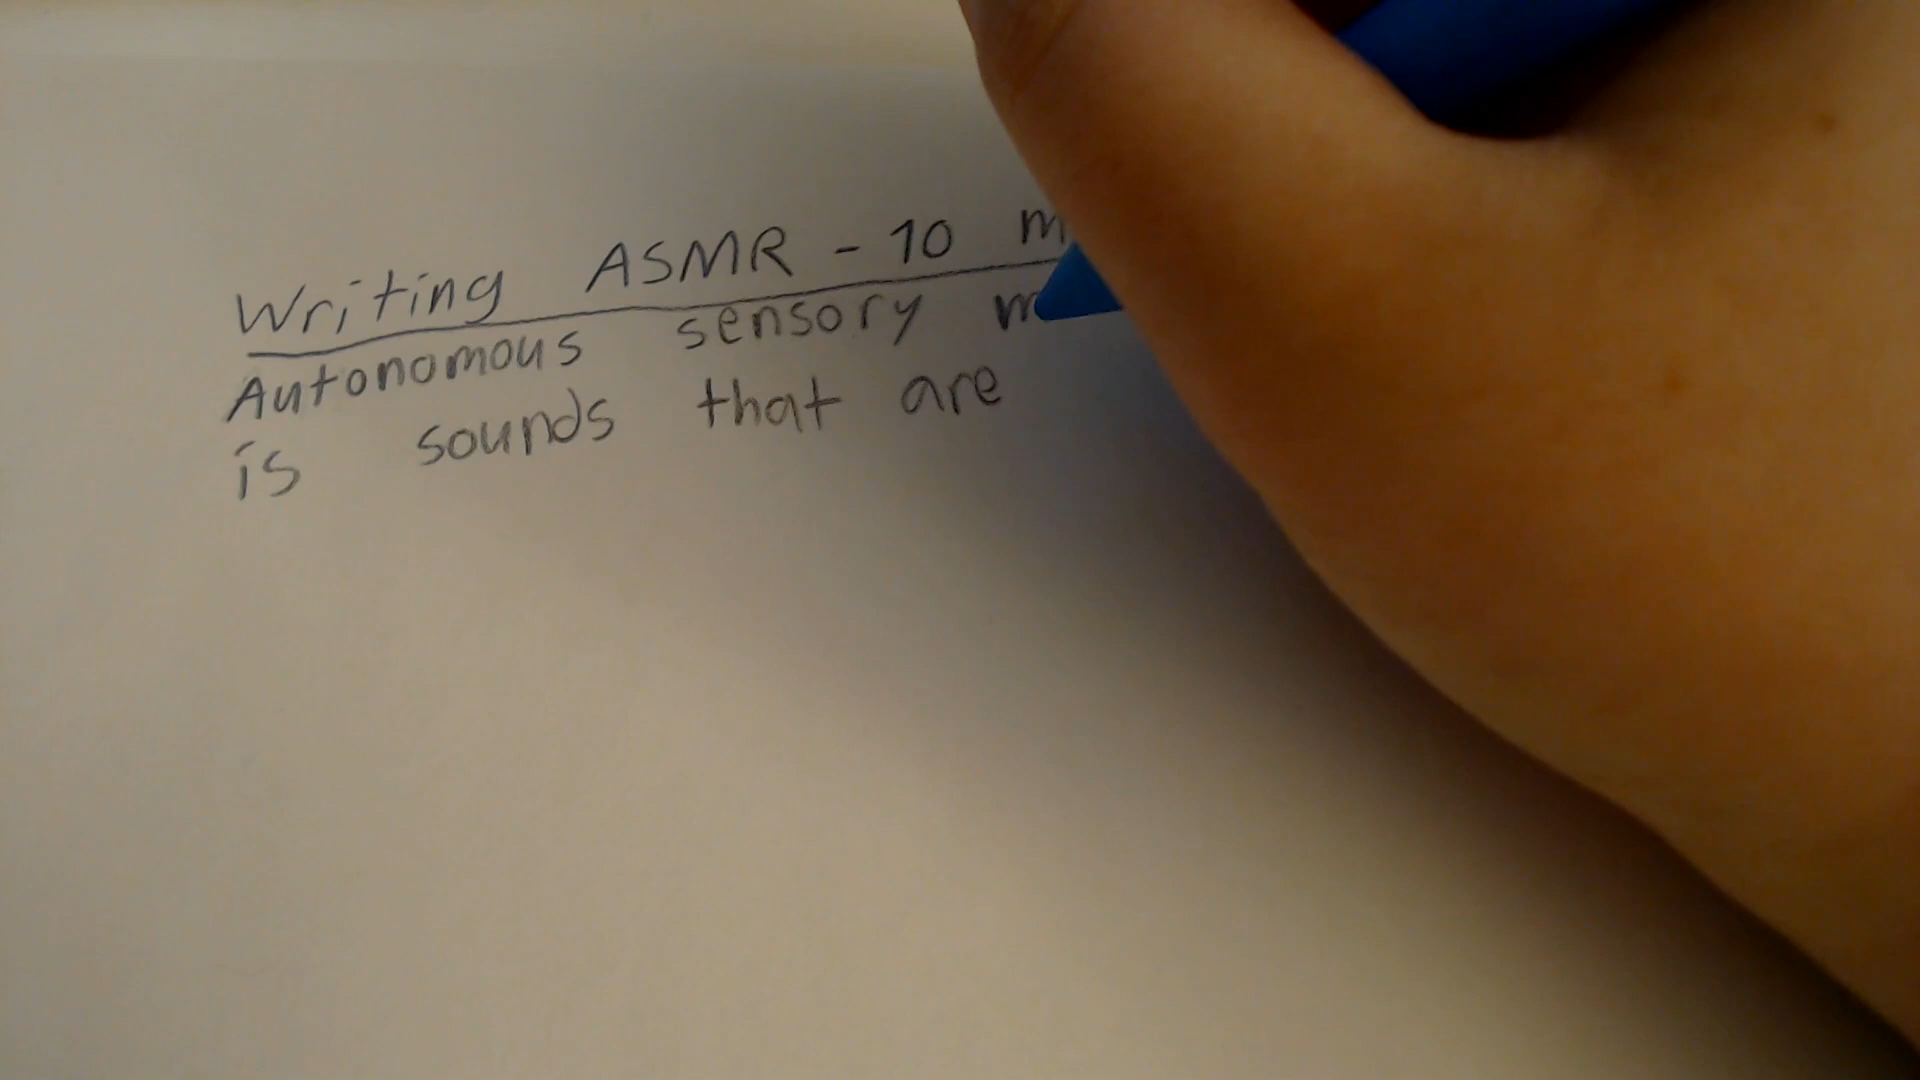 Writing ASMR - 10
Autonomous sensory
is sounds that are